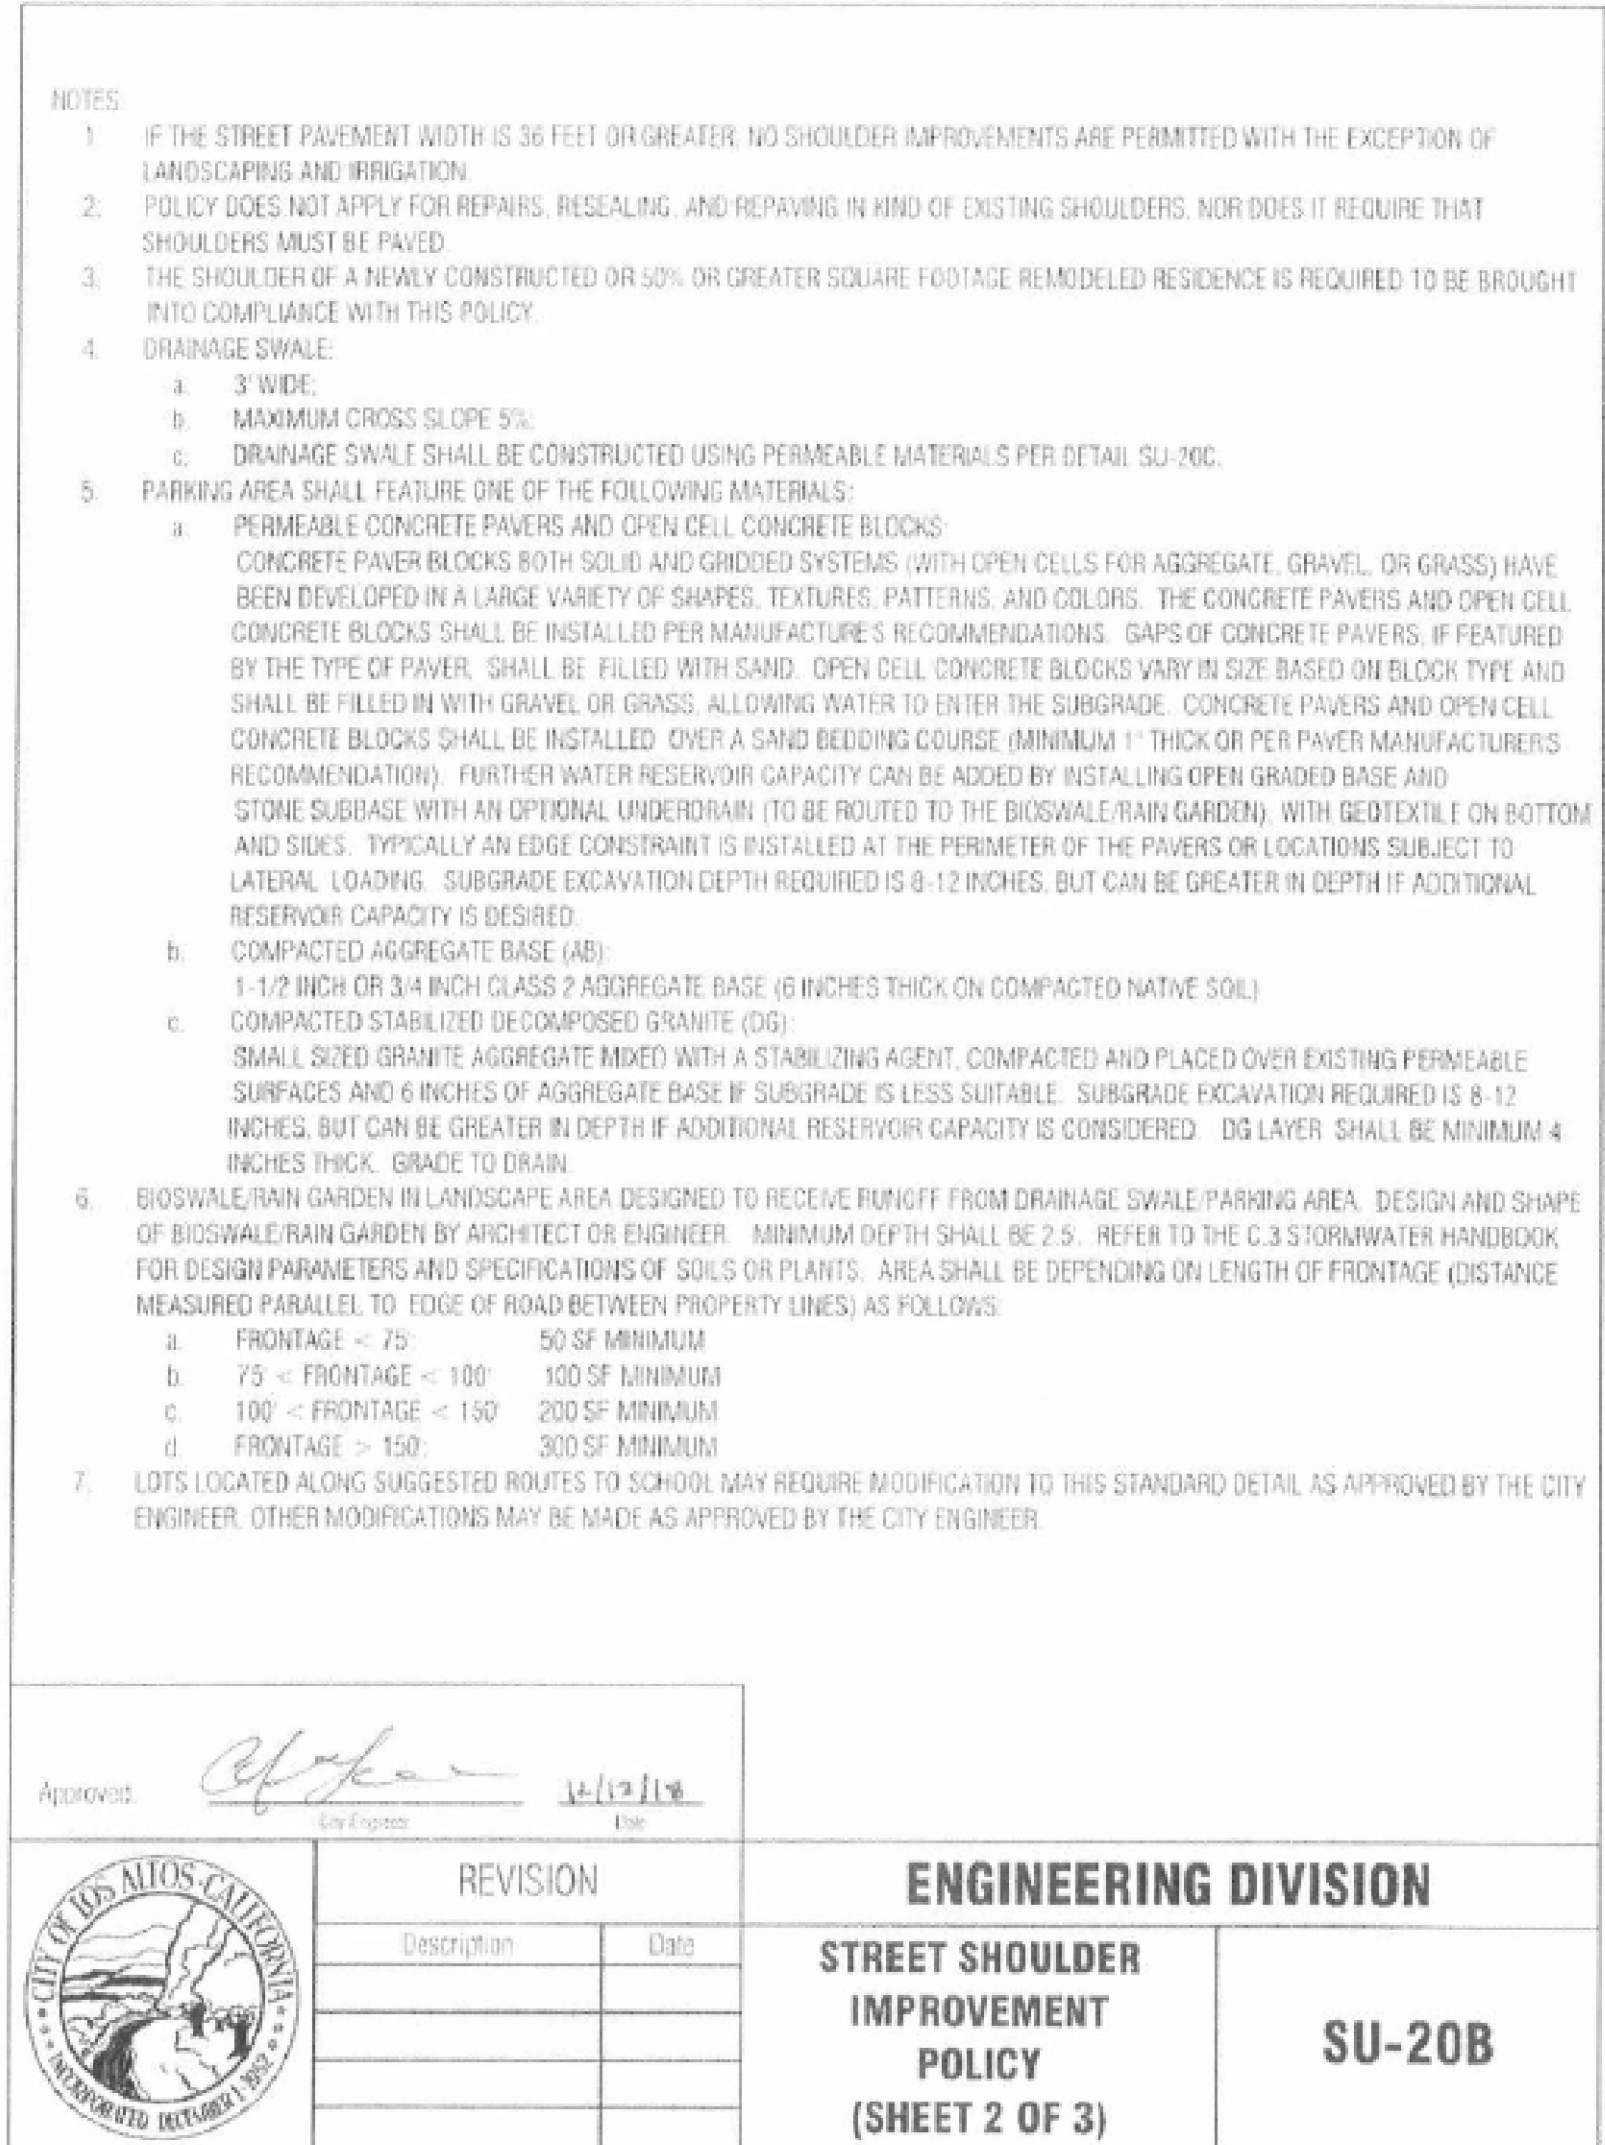 NOTES
1. IF THE STREET PAVEMENT WIDTH IS 36 FEET OR GREATER, NO SHOULDER IMPROVEMENTS ARE PERMITTED WITH THE EXCEPTION OF
LANDSCAPING AND IRRIGATION.
2. POLICY DOES NOT APPLY FOR REPAIRS, RESEALING, AND REPAVING IN KIND OF EXISTING SHOULDERS, NOR DOES IT REQUIRE THAT
SHOULDERS MUST BE PAVED.
3. THE SHOULDER OF A NEWLY CONSTRUCTED OR 50% OR GREATER SQUARE FOOTAGE REMODELED RESIDENCE IS REQUIRED TO BE BROUGHT
INTO COMPLIANCE WITH THIS POLICY.
4. DRAINAGE SWALE:
a. 3' WIDE;
b. MAXIMUM CROSS SLOPE 5%;
c. DRAINAGE SWALE SHALL BE CONSTRUCTED USING PERMEABLE MATERIALS PER DETAIL SU-20C.
5. PARKING AREA SHALL FEATURE ONE OF THE FOLLOWING MATERIALS:
a. PERMEABLE CONCRETE PAVERS AND OPEN CELL CONCRETE BLOCKS:
CONCRETE PAVER BLOCKS BOTH SOLID AND GRIDDED SYSTEMS (WITH OPEN CELLS FOR AGGREGATE, GRAVEL, OR GRASS) HAVE
BEEN DEVELOPED IN A LARGE VARIETY OF SHAPES, TEXTURES, PATTERNS, AND COLORS. THE CONCRETE PAVERS AND OPEN CELL
CONCRETE BLOCKS SHALL BE INSTALLED PER MANUFACTURE'S RECOMMENDATIONS. GAPS OF CONCRETE PAVERS, IF FEATURED
BY THE TYPE OF PAVER, SHALL BE FILLED WITH SAND. OPEN CELL CONCRETE BLOCKS VARY IN SIZE BASED ON BLOCK TYPE AND
SHALL BE FILLED IN WITH GRAVEL OR GRASS, ALLOWING WATER TO ENTER THE SUBGRADE. CONCRETE PAVERS AND OPEN CELL
CONCRETE BLOCKS SHALL BE INSTALLED OVER A SAND BEDDING COURSE (MINIMUM 1" THICK OR PER PAVER MANUFACTURER'S
RECOMMENDATION). FURTHER WATER RESERVOIR CAPACITY CAN BE ADDED BY INSTALLING OPEN GRADED BASE AND
STONE SUBBASE WITH AN OPTIONAL UNDERDRAIN (TO BE ROUTED TO THE BIOSWALE/RAIN GARDEN), WITH GEOTEXTILE ON BOTTOM
AND SIDES. TYPICALLY AN EDGE CONSTRAINT IS INSTALLED AT THE PERIMETER OF THE PAVERS OR LOCATIONS SUBJECT TO
LATERAL LOADING. SUBGRADE EXCAVATION DEPTH REQUIRED IS 8-12 INCHES, BUT CAN BE GREATER IN DEPTH IF ADDITIONAL
RESERVOIR CAPACITY IS DESIRED.
b. COMPACTED AGGREGATE BASE (AB):
1-1/2 INCH OR 3/4 INCH CLASS 2 AGGREGATE BASE (6 INCHES THICK ON COMPACTED NATIVE SOIL)
c. COMPACTED STABILIZED DECOMPOSED GRANITE (DG):
SMALL SIZED GRANITE AGGREGATE MIXED WITH A STABILIZING AGENT, COMPACTED AND PLACED OVER EXISTING PERMEABLE
SURFACES AND 6 INCHES OF AGGREGATE BASE IF SUBGRADE IS LESS SUITABLE. SUBGRADE EXCAVATION REQUIRED IS 8-12
INCHES, BUT CAN BE GREATER IN DEPTH IF ADDITIONAL RESERVOIR CAPACITY IS CONSIDERED. DG LAYER SHALL BE MINIMUM 4
INCHES THICK. GRADE TO DRAIN.
6. BIOSWALE/RAIN GARDEN IN LANDSCAPE AREA DESIGNED TO RECEIVE RUNOFF FROM DRAINAGE SWALE/PARKING AREA. DESIGN AND SHAPE
OF BIOSWALE/RAIN GARDEN BY ARCHITECT OR ENGINEER. MINIMUM DEPTH SHALL BE 2.5'. REFER TO THE C.3 STORMWATER HANDBOOK
FOR DESIGN PARAMETERS AND SPECIFICATIONS OF SOILS OR PLANTS. AREA SHALL BE DEPENDING ON LENGTH OF FRONTAGE (DISTANCE
MEASURED PARALLEL TO EDGE OF ROAD BETWEEN PROPERTY LINES) AS FOLLOWS:
a. FRONTAGE < 75': 50 SF MINIMUM
b. 75' < FRONTAGE < 100' 100 SF MINIMUM
c. 100' < FRONTAGE < 150' 200 SF MINIMUM
d. FRONTAGE > 150': 300 SF MINIMUM
7. LOTS LOCATED ALONG SUGGESTED ROUTES TO SCHOOL MAY REQUIRE MODIFICATION TO THIS STANDARD DETAIL AS APPROVED BY THE CITY
ENGINEER. OTHER MODIFICATIONS MAY BE MADE AS APPROVED BY THE CITY ENGINEER.
Approved:
12/12/18
City Engineer Date
CITY OF LOS ALTOS · CALIFORNIA
INCORPORATED DECEMBER 1, 1952
REVISION
Description Date
ENGINEERING DIVISION
STREET SHOULDER
IMPROVEMENT
POLICY
(SHEET 2 OF 3)
SU-20B